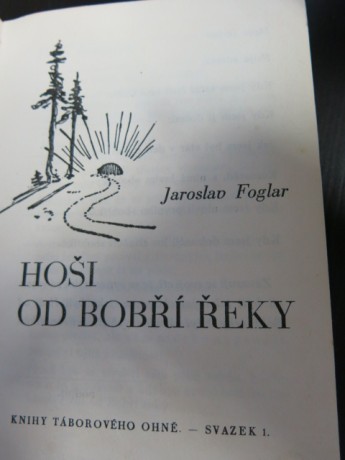 Jaroslav Foglar
HOŠI
OD BOBŘÍ ŘEKY
KNIHY TÁBOROVÉHO OHNĚ. — SVAZEK 1.